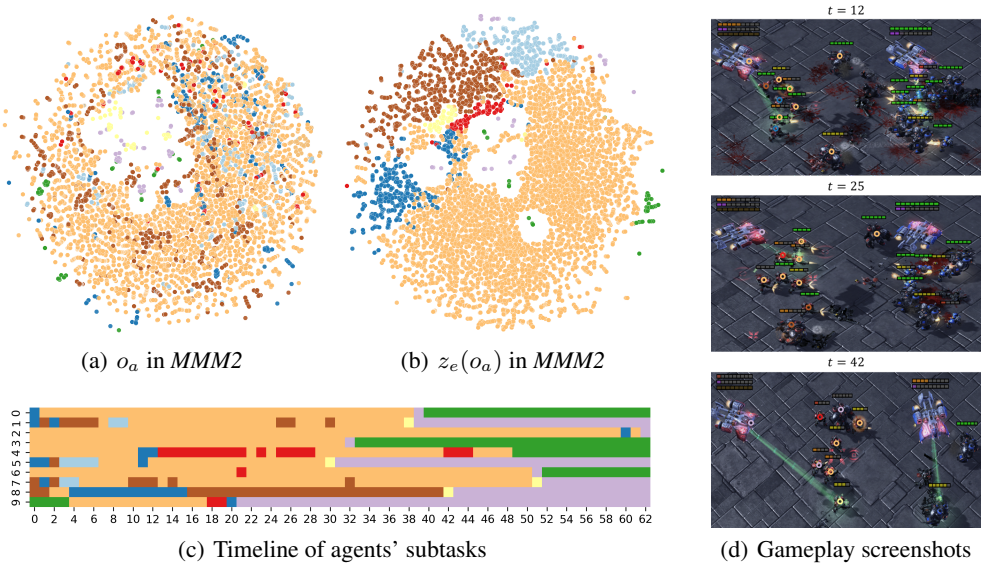 t = 12
t = 25
t = 42
(a) o_a in MMM2
(b) z_e(o_a) in MMM2
0
1
2
3
4
5
6
7
8
9
0 2 4 6 8 10 12 14 16 18 20 22 24 26 28 30 32 34 36 38 40 42 44 46 48 50 52 54 56 58 60 62
(c) Timeline of agents' subtasks
(d) Gameplay screenshots